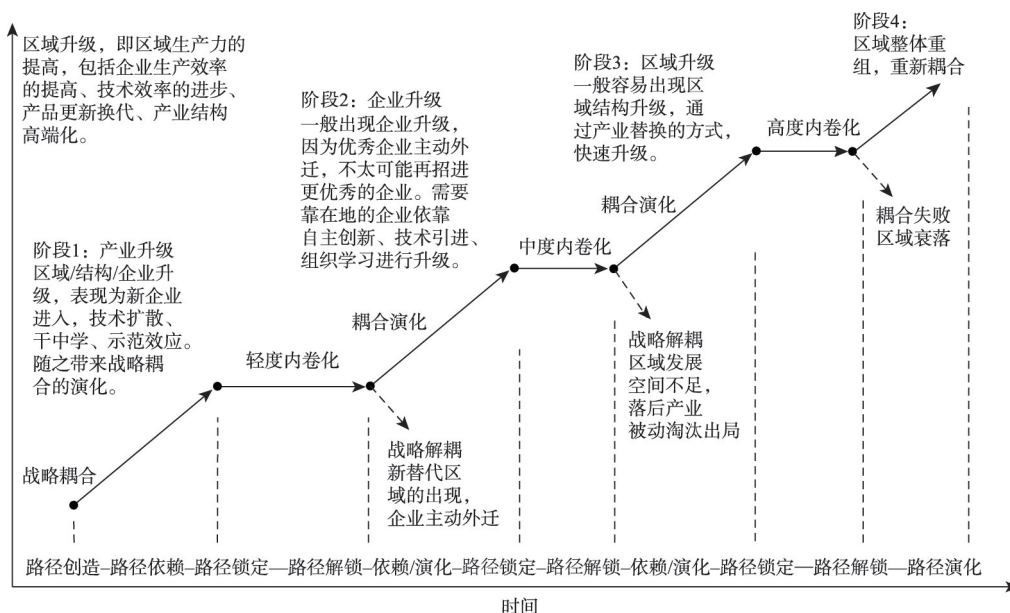 区域升级，即区域生产力的
提高，包括企业生产效率
的提高、技术效率的进步、
产品更新换代、产业结构
高端化。
阶段1：产业升级
区域/结构/企业升
级，表现为新企业
进入，技术扩散、
干中学、示范效应。
随之带来战略耦
合的演化。
战略耦合
轻度内卷化
阶段2：企业升级
一般出现企业升级，
因为优秀企业主动外
迁，不太可能再招进
更优秀的企业。需要
靠在地的企业依靠
自主创新、技术引进、
组织学习进行升级。
耦合演化
战略解耦
新替代区
域的出现，
企业主动外迁
中度内卷化
阶段3：区域升级
一般容易出现区
域结构升级，通
过产业替换的方式，
快速升级。
耦合演化
战略解耦
区域发展
空间不足，
落后产业
被动淘汰出局
高度内卷化
阶段4：
区域整体重
组，重新耦合
耦合失败
区域衰落
路径创造–路径依赖–路径锁定—路径解锁–依赖/演化–路径锁定–路径解锁–依赖/演化–路径锁定—路径解锁—路径演化
时间